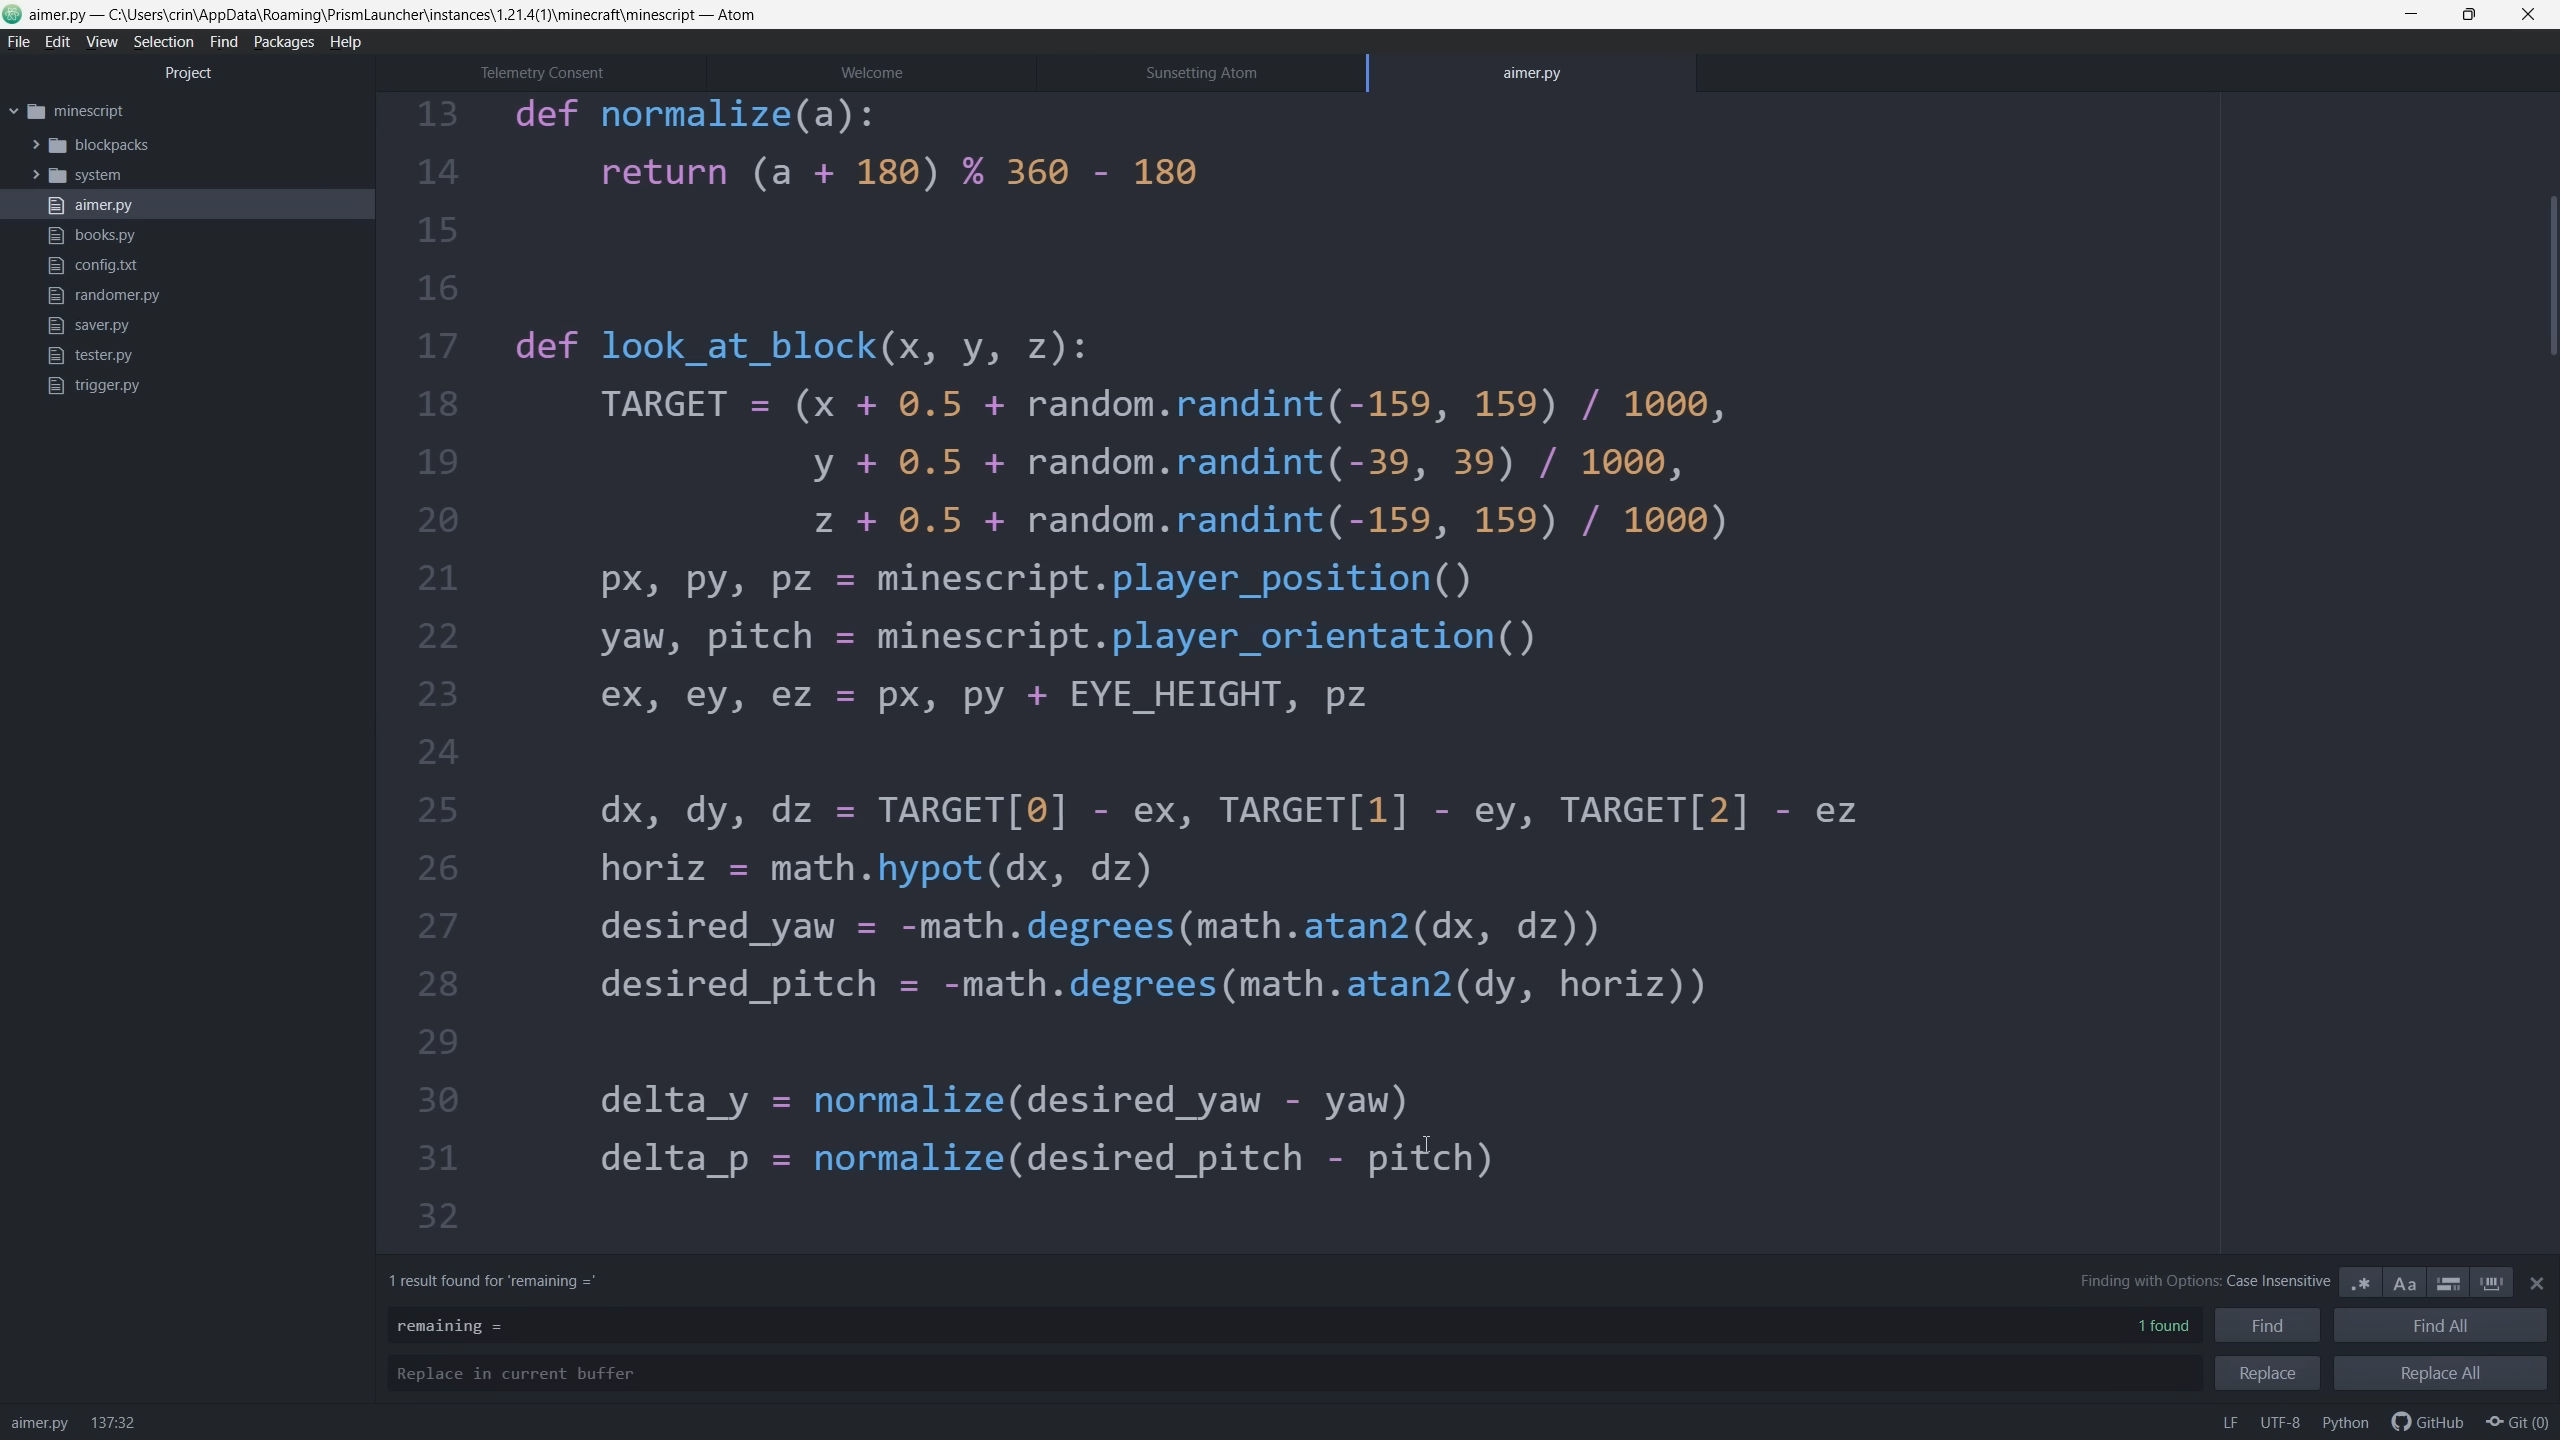 aimer.py — C:\Users\crin\AppData\Roaming\PrismLauncher\instances\1.21.4(1)\minecraft\minescript — Atom
File Edit View Selection Find Packages Help
Project
Telemetry Consent
Welcome
Sunsetting Atom
aimer.py
minescript
blockpacks
system
aimer.py
books.py
config.txt
randomer.py
saver.py
tester.py
trigger.py
13 def normalize(a):
14     return (a + 180) % 360 - 180
15
16
17 def look_at_block(x, y, z):
18     TARGET = (x + 0.5 + random.randint(-159, 159) / 1000,
19               y + 0.5 + random.randint(-39, 39) / 1000,
20               z + 0.5 + random.randint(-159, 159) / 1000)
21     px, py, pz = minescript.player_position()
22     yaw, pitch = minescript.player_orientation()
23     ex, ey, ez = px, py + EYE_HEIGHT, pz
24
25     dx, dy, dz = TARGET[0] - ex, TARGET[1] - ey, TARGET[2] - ez
26     horiz = math.hypot(dx, dz)
27     desired_yaw = -math.degrees(math.atan2(dx, dz))
28     desired_pitch = -math.degrees(math.atan2(dy, horiz))
29
30     delta_y = normalize(desired_yaw - yaw)
31     delta_p = normalize(desired_pitch - pitch)
32
1 result found for 'remaining ='
Finding with Options: Case Insensitive
.* Aa
remaining =
1 found
Find
Find All
Replace in current buffer
Replace
Replace All
aimer.py 137:32
LF UTF-8 Python GitHub Git (0)